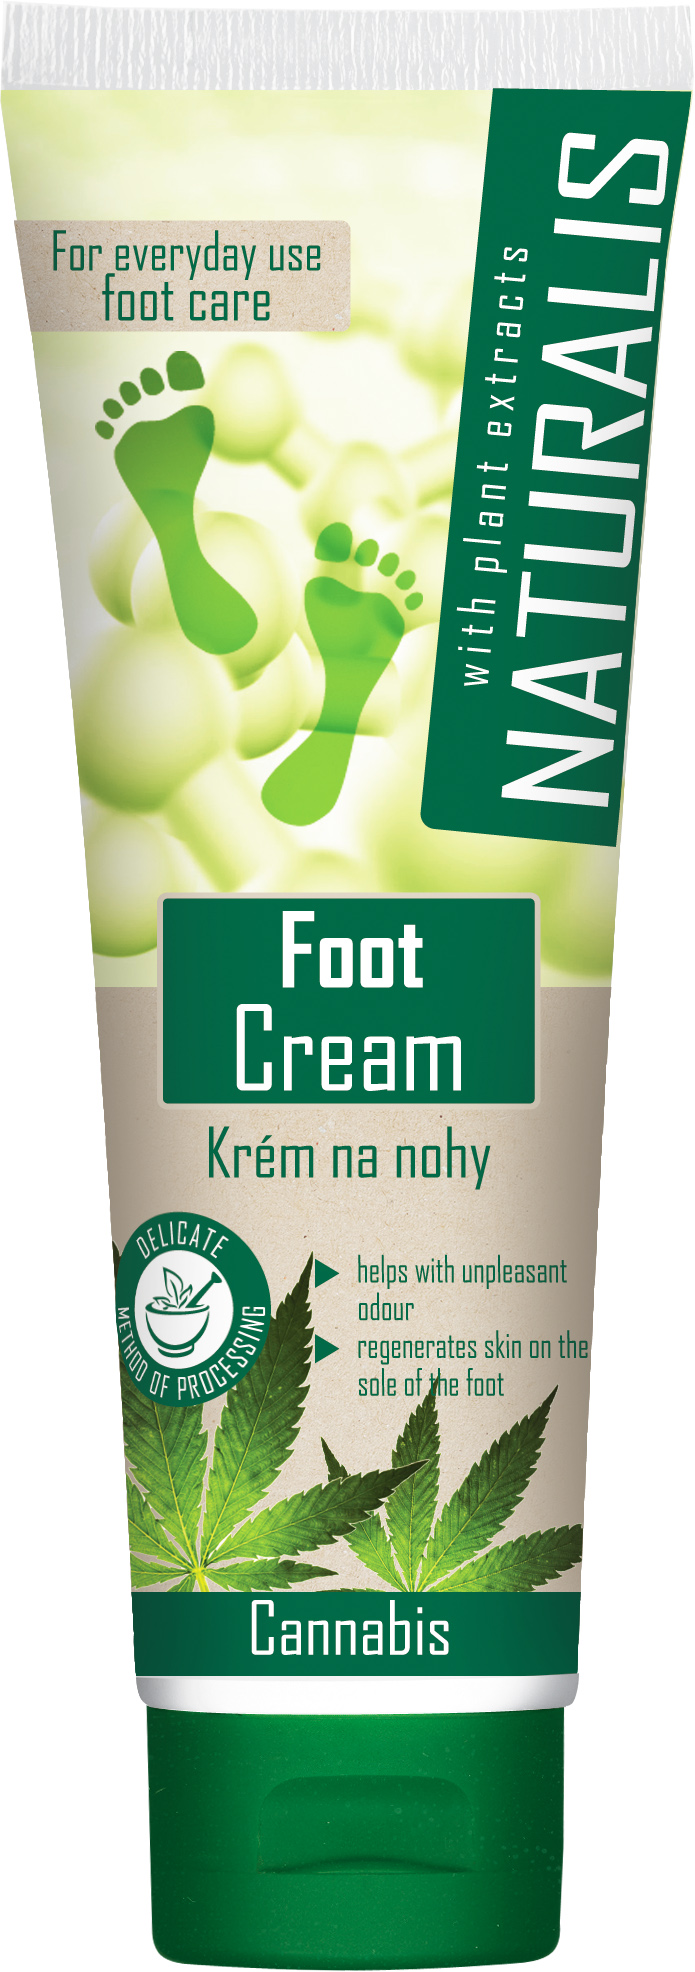 For everyday use
foot care
with plant extracts
NATURALIS
Foot
Cream
Krém na nohy
DELICATE
METHOD OF PROCESSING
helps with unpleasant
odour
regenerates skin on the
sole of the foot
Cannabis